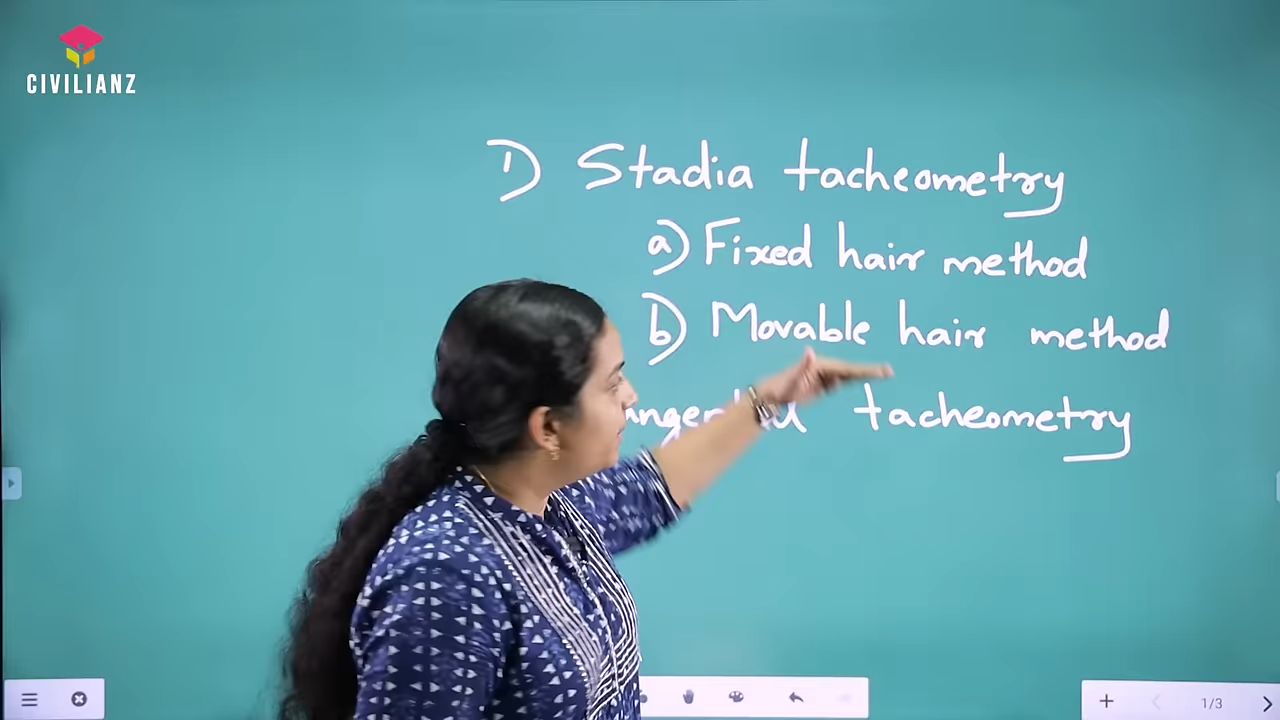 CIVILIANZ
1) Stadia tacheometry
a) Fixed hair method
b) Movable hair method
tacheometry
1/3